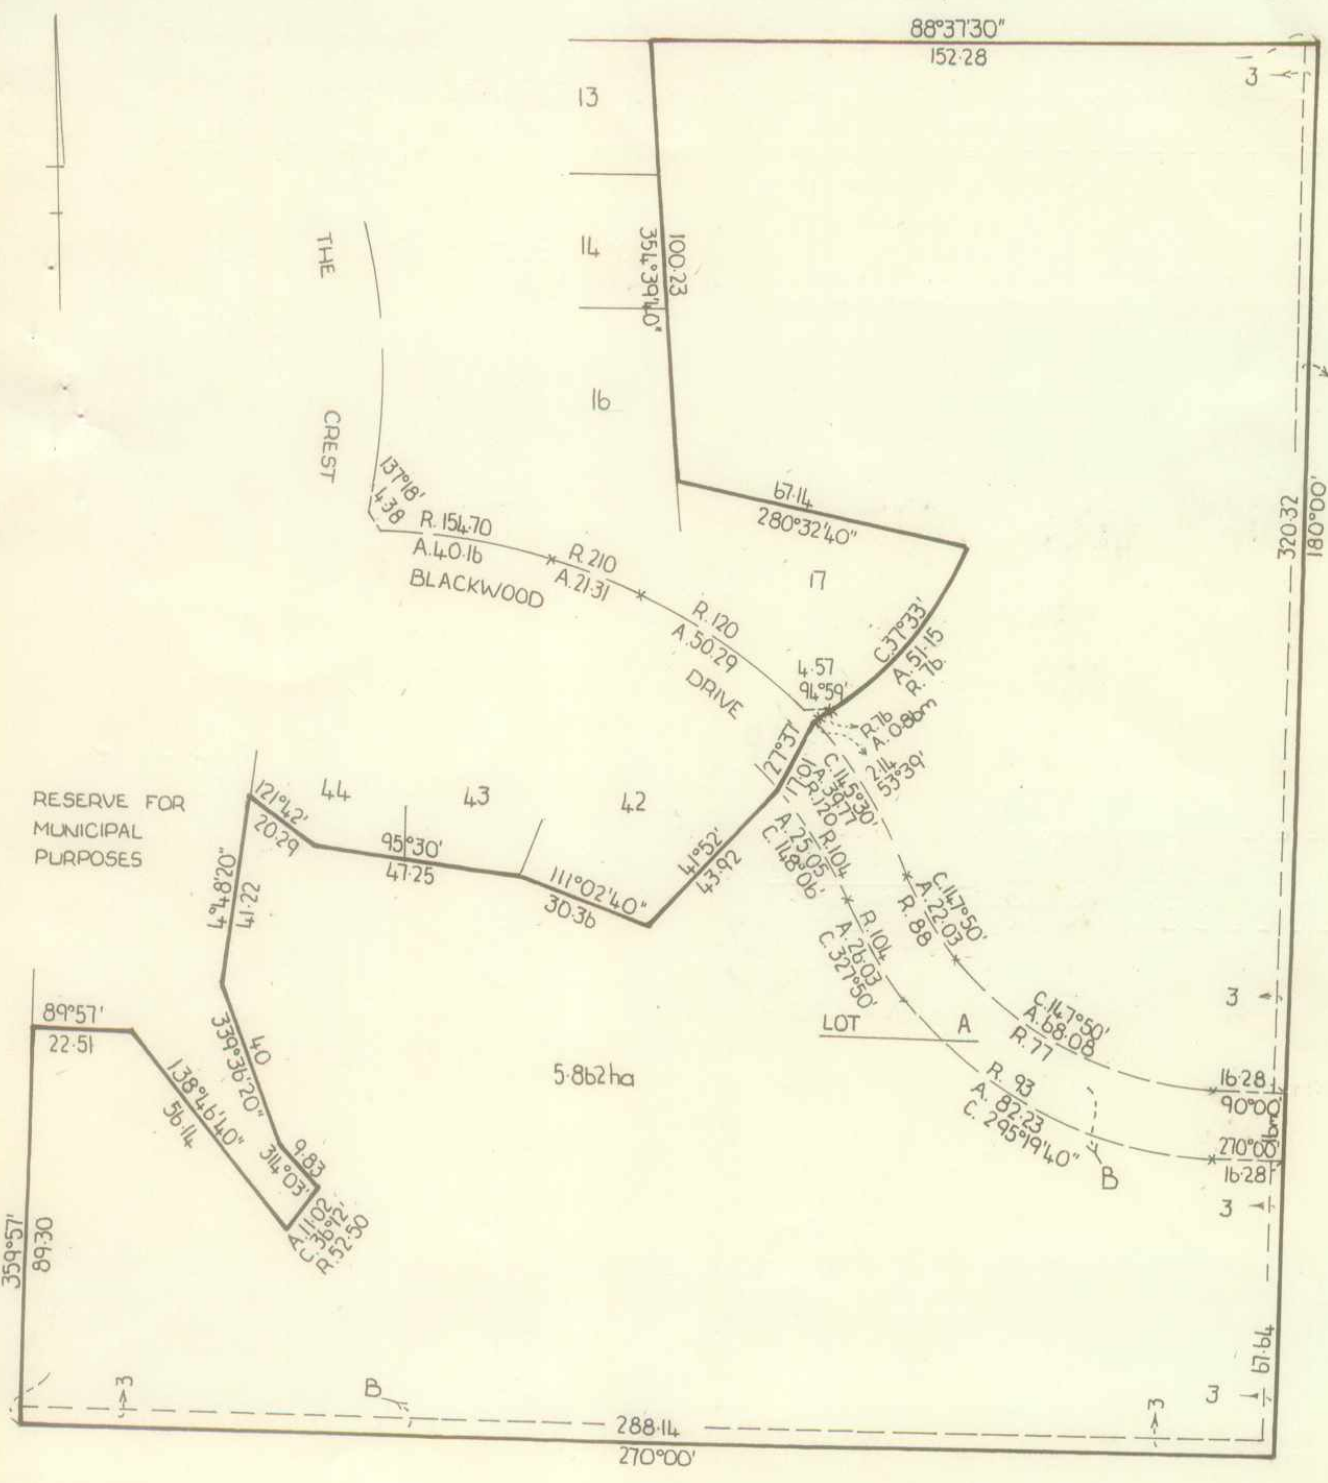 88°37'30"
152·28
3
13
14
100·23
354°39'40"
THE
CREST
16
137°18'
4·38
R. 154·70
A. 40·16
R. 210
A. 21·31
BLACKWOOD
R. 120
A. 50·29
DRIVE
67·14
280°32'40"
17
C. 37°33'
A. 51·15
R. 76
4·57
94°59'
R. 76
A. 0·86m
2·14
53°39'
320·32
180°00'
27°37'
17·01
C. 145°30'
A. 39·77
R. 120
R. 104
A. 25·05
C. 148°06'
RESERVE FOR
MUNICIPAL
PURPOSES
44
43
42
121°42'
20·29
95°30'
47·25
111°02'40"
30·36
41°52'
43·92
4°48'20"
41·22
C. 147°50'
A. 22·03
R. 88
R. 104
A. 26·03
C. 327°50'
LOT A
3
C. 147°50'
A. 68·08
R. 77
89°57'
22·51
40
339°36'20"
138°46'40"
56·14
5·862ha
R. 93
A. 82·23
C. 295°19'40"
16·28
90°00'
16m
270°00'
16·28
B
9·83
314°03'
A. 11·02
C. 36°12'
R. 52·50
3
359°57'
89·30
67·64
3
3
B
3
288·14
270°00'